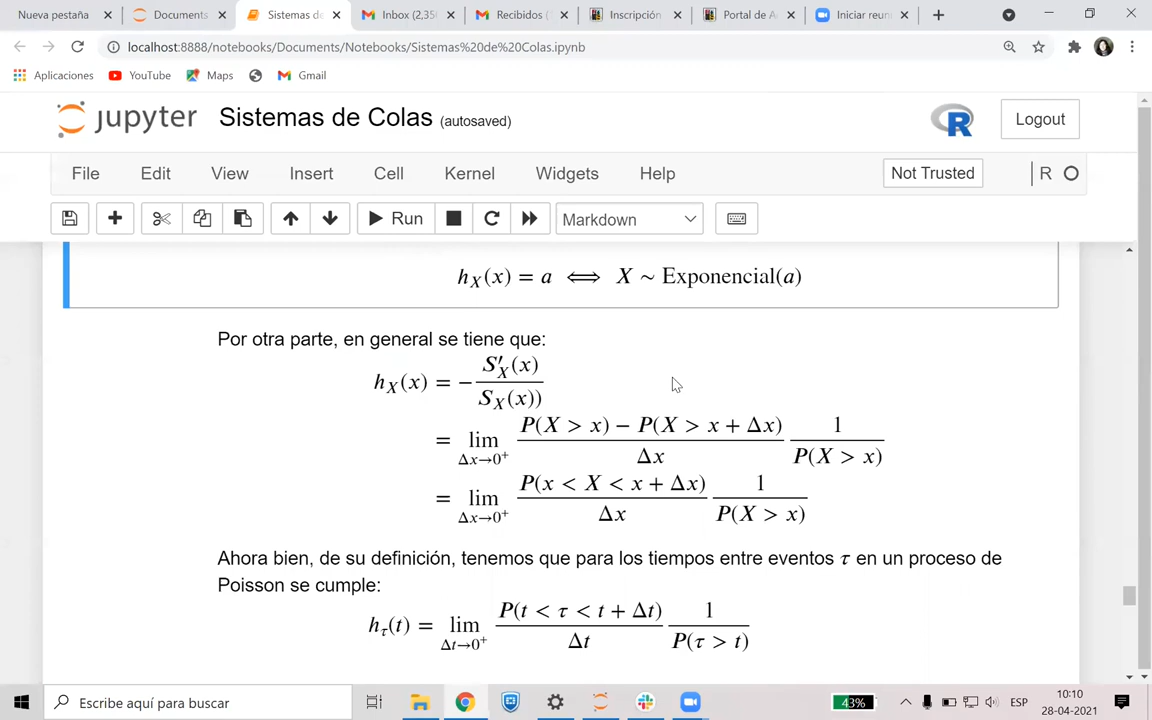 Nueva pestaña
Documents
Sistemas de
Inbox (2,35
Recibidos (
Inscripción
Portal de A
Iniciar reun
localhost:8888/notebooks/Documents/Notebooks/Sistemas%20de%20Colas.ipynb
Aplicaciones YouTube Maps Gmail
jupyter Sistemas de Colas (autosaved) R Logout
File Edit View Insert Cell Kernel Widgets Help Not Trusted R
Run Markdown
h_X(x) = a ⟺ X ∼ Exponencial(a)
Por otra parte, en general se tiene que:
h_X(x) = − S′_X(x) / S_X(x))
= lim_{Δx→0⁺} P(X > x) − P(X > x + Δx) / Δx 1 / P(X > x)
= lim_{Δx→0⁺} P(x < X < x + Δx) / Δx 1 / P(X > x)
Ahora bien, de su definición, tenemos que para los tiempos entre eventos τ en un proceso de
Poisson se cumple:
h_τ(t) = lim_{Δt→0⁺} P(t < τ < t + Δt) / Δt 1 / P(τ > t)
Escribe aquí para buscar
43%
ESP
10:10
28-04-2021